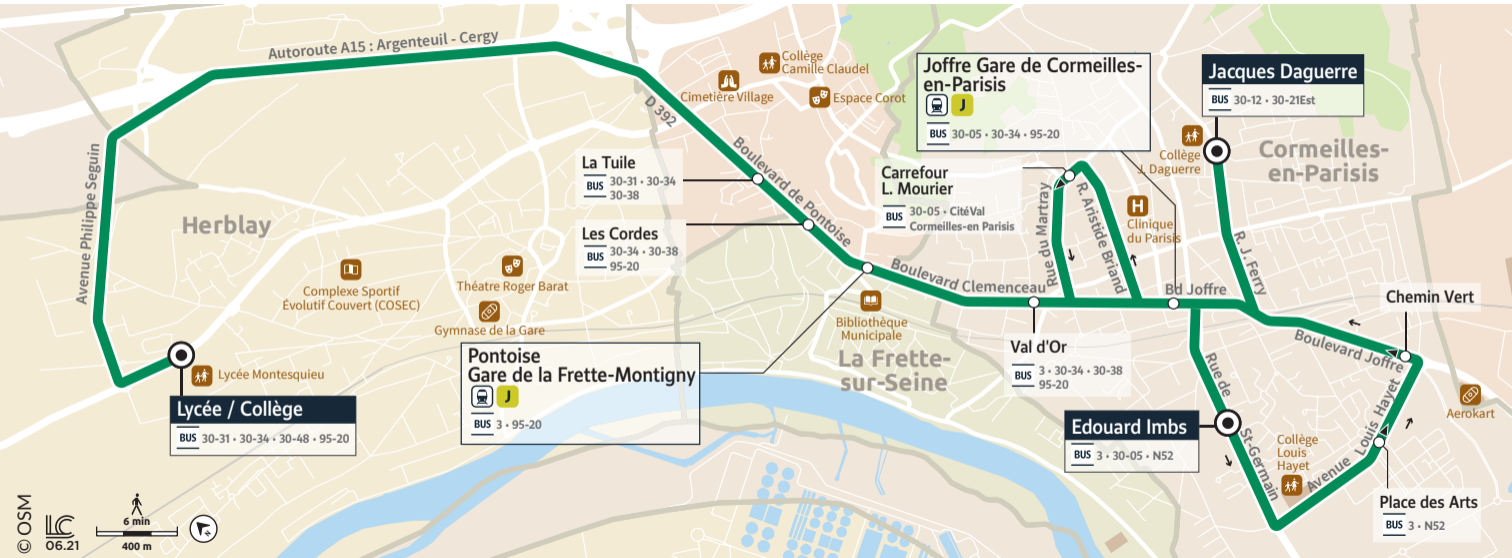 Autoroute A15 : Argenteuil - Cergy
D 392
Avenue Philippe Seguin
Herblay
Complexe Sportif
Évolutif Couvert (COSEC)
Théatre Roger Barat
Gymnase de la Gare
Lycée Montesquieu
Lycée / Collège
BUS 30-31 • 30-34 • 30-48 • 95-20
Cimetière Village
Collège
Camille Claudel
Espace Corot
Boulevard de Pontoise
La Tuile
BUS 30-31 • 30-34
30-38
Les Cordes
BUS 30-34 • 30-38
95-20
Pontoise
Gare de la Frette-Montigny
J
BUS 3 • 95-20
Bibliothèque
Municipale
La Frette-
sur-Seine
Boulevard Clemenceau
Carrefour
L. Mourier
BUS 30-05 • CitéVal
Cormeilles-en Parisis
Joffre Gare de Cormeilles-
en-Parisis
J
BUS 30-05 • 30-34 • 95-20
Rue du Martray
R. Aristide Briand
H
Clinique
du Parisis
Val d'Or
BUS 3 • 30-34 • 30-38
95-20
Bd Joffre
Jacques Daguerre
BUS 30-12 • 30-21Est
Collège
J. Daguerre
Cormeilles-
en-Parisis
R. J. Ferry
Chemin Vert
Boulevard Joffre
Aerokart
Rue de
St-Germain
Edouard Imbs
BUS 3 • 30-05 • N52
Collège
Louis
Hayet
Avenue Louis Hayet
Place des Arts
BUS 3 • N52
© OSM
LC
06.21
6 min
400 m